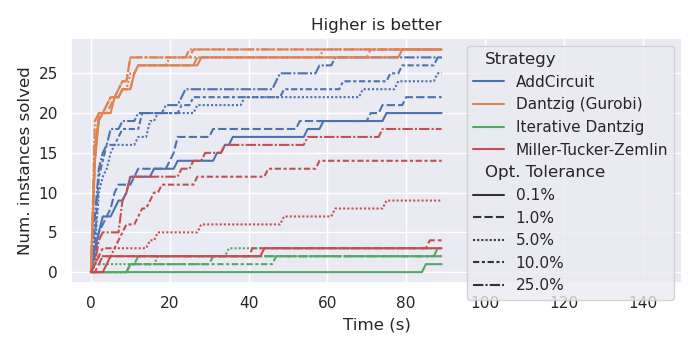 Higher is better
Num. instances solved
25
20
15
10
5
0
0 20 40 60 80 100 120 140
Time (s)
Strategy
AddCircuit
Dantzig (Gurobi)
Iterative Dantzig
Miller-Tucker-Zemlin
Opt. Tolerance
0.1%
1.0%
5.0%
10.0%
25.0%